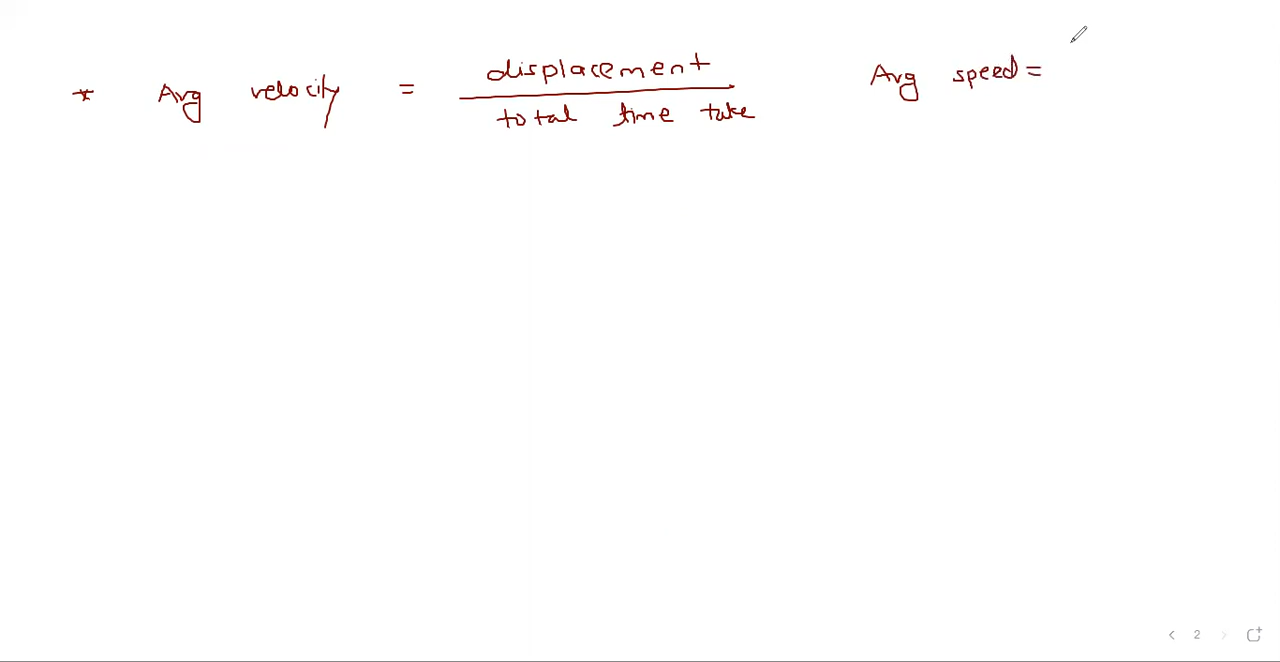 * Avg velocity = displacement / total time take
Avg speed =
2